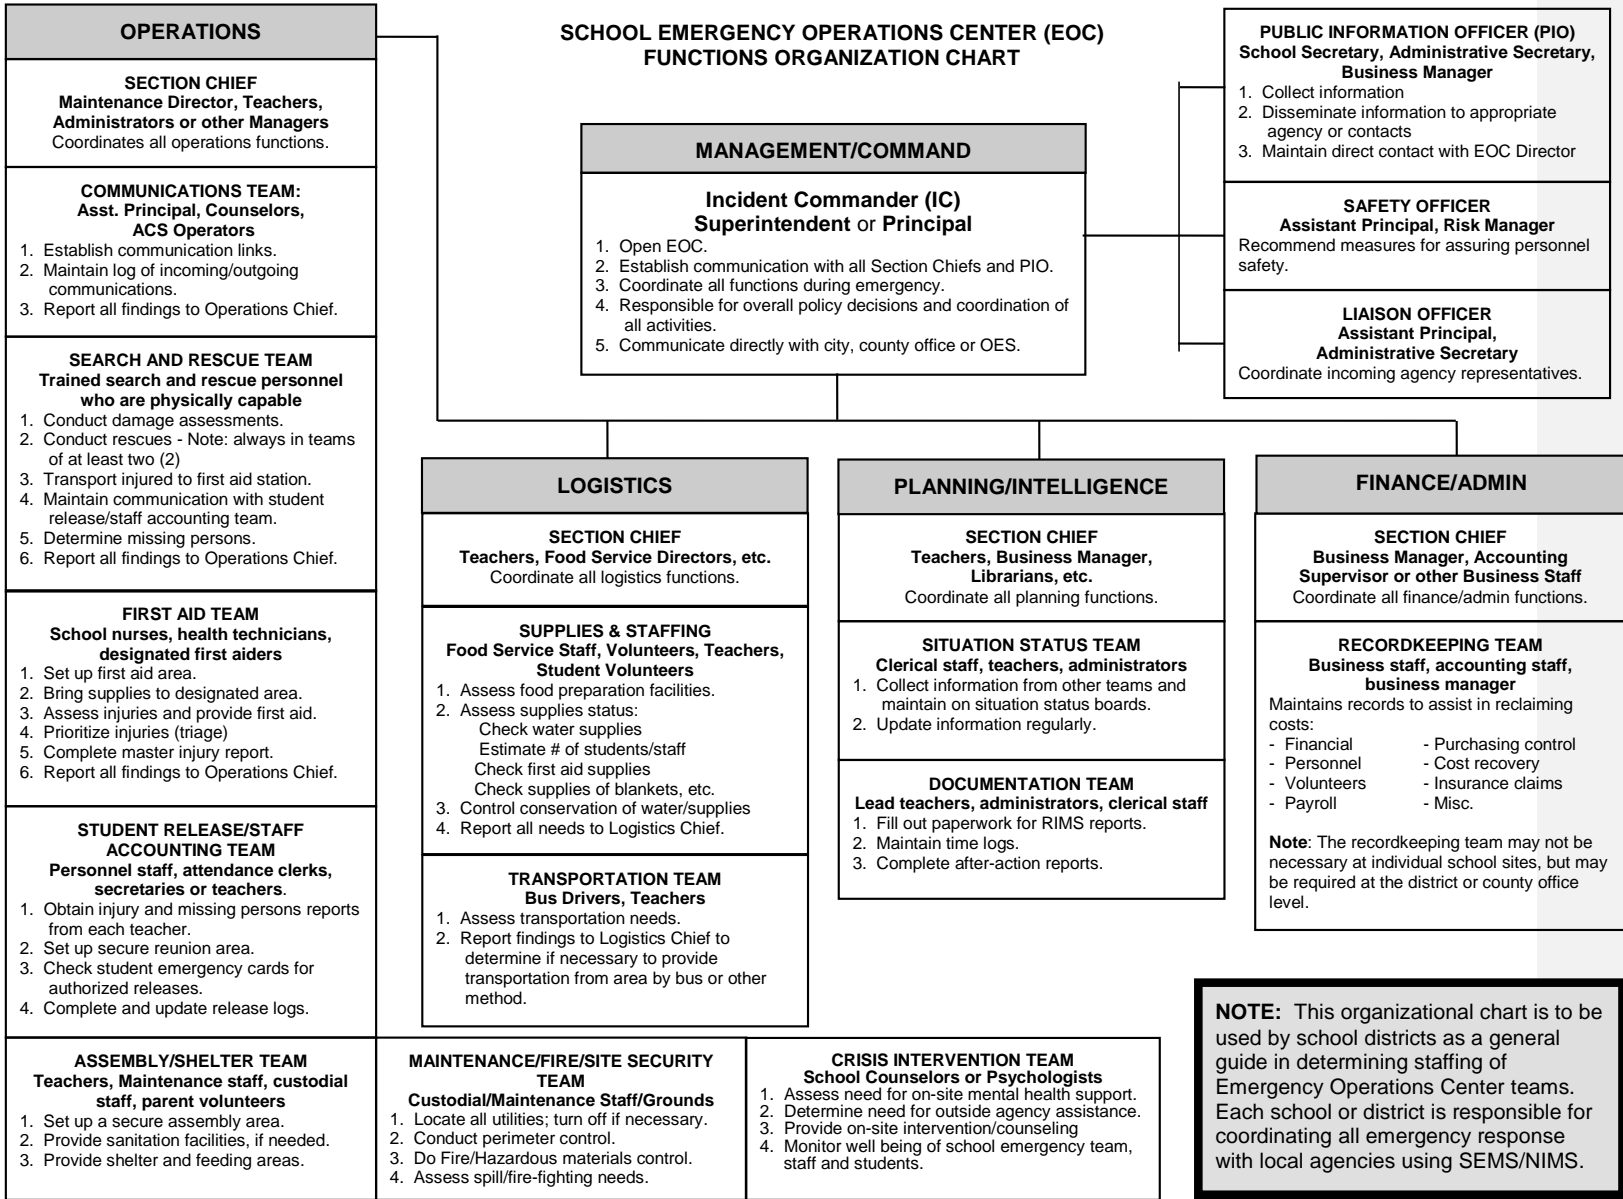 SCHOOL EMERGENCY OPERATIONS CENTER (EOC)
FUNCTIONS ORGANIZATION CHART
OPERATIONS
SECTION CHIEF
Maintenance Director, Teachers,
Administrators or other Managers
Coordinates all operations functions.
COMMUNICATIONS TEAM:
Asst. Principal, Counselors,
ACS Operators
1. Establish communication links.
2. Maintain log of incoming/outgoing
communications.
3. Report all findings to Operations Chief.
SEARCH AND RESCUE TEAM
Trained search and rescue personnel
who are physically capable
1. Conduct damage assessments.
2. Conduct rescues - Note: always in teams
of at least two (2)
3. Transport injured to first aid station.
4. Maintain communication with student
release/staff accounting team.
5. Determine missing persons.
6. Report all findings to Operations Chief.
FIRST AID TEAM
School nurses, health technicians,
designated first aiders
1. Set up first aid area.
2. Bring supplies to designated area.
3. Assess injuries and provide first aid.
4. Prioritize injuries (triage)
5. Complete master injury report.
6. Report all findings to Operations Chief.
STUDENT RELEASE/STAFF
ACCOUNTING TEAM
Personnel staff, attendance clerks,
secretaries or teachers.
1. Obtain injury and missing persons reports
from each teacher.
2. Set up secure reunion area.
3. Check student emergency cards for
authorized releases.
4. Complete and update release logs.
ASSEMBLY/SHELTER TEAM
Teachers, Maintenance staff, custodial
staff, parent volunteers
1. Set up a secure assembly area.
2. Provide sanitation facilities, if needed.
3. Provide shelter and feeding areas.
MAINTENANCE/FIRE/SITE SECURITY
TEAM
Custodial/Maintenance Staff/Grounds
1. Locate all utilities; turn off if necessary.
2. Conduct perimeter control.
3. Do Fire/Hazardous materials control.
4. Assess spill/fire-fighting needs.
CRISIS INTERVENTION TEAM
School Counselors or Psychologists
1. Assess need for on-site mental health support.
2. Determine need for outside agency assistance.
3. Provide on-site intervention/counseling
4. Monitor well being of school emergency team,
staff and students.
MANAGEMENT/COMMAND
Incident Commander (IC)
Superintendent or Principal
1. Open EOC.
2. Establish communication with all Section Chiefs and PIO.
3. Coordinate all functions during emergency.
4. Responsible for overall policy decisions and coordination of
all activities.
5. Communicate directly with city, county office or OES.
PUBLIC INFORMATION OFFICER (PIO)
School Secretary, Administrative Secretary,
Business Manager
1. Collect information
2. Disseminate information to appropriate
agency or contacts
3. Maintain direct contact with EOC Director
SAFETY OFFICER
Assistant Principal, Risk Manager
Recommend measures for assuring personnel
safety.
LIAISON OFFICER
Assistant Principal,
Administrative Secretary
Coordinate incoming agency representatives.
LOGISTICS
SECTION CHIEF
Teachers, Food Service Directors, etc.
Coordinate all logistics functions.
SUPPLIES & STAFFING
Food Service Staff, Volunteers, Teachers,
Student Volunteers
1. Assess food preparation facilities.
2. Assess supplies status:
Check water supplies
Estimate # of students/staff
Check first aid supplies
Check supplies of blankets, etc.
3. Control conservation of water/supplies
4. Report all needs to Logistics Chief.
TRANSPORTATION TEAM
Bus Drivers, Teachers
1. Assess transportation needs.
2. Report findings to Logistics Chief to
determine if necessary to provide
transportation from area by bus or other
method.
PLANNING/INTELLIGENCE
SECTION CHIEF
Teachers, Business Manager,
Librarians, etc.
Coordinate all planning functions.
SITUATION STATUS TEAM
Clerical staff, teachers, administrators
1. Collect information from other teams and
maintain on situation status boards.
2. Update information regularly.
DOCUMENTATION TEAM
Lead teachers, administrators, clerical staff
1. Fill out paperwork for RIMS reports.
2. Maintain time logs.
3. Complete after-action reports.
FINANCE/ADMIN
SECTION CHIEF
Business Manager, Accounting
Supervisor or other Business Staff
Coordinate all finance/admin functions.
RECORDKEEPING TEAM
Business staff, accounting staff,
business manager
Maintains records to assist in reclaiming
costs:
- Financial - Purchasing control
- Personnel - Cost recovery
- Volunteers - Insurance claims
- Payroll - Misc.
Note: The recordkeeping team may not be
necessary at individual school sites, but may
be required at the district or county office
level.
NOTE: This organizational chart is to be
used by school districts as a general
guide in determining staffing of
Emergency Operations Center teams.
Each school or district is responsible for
coordinating all emergency response
with local agencies using SEMS/NIMS.